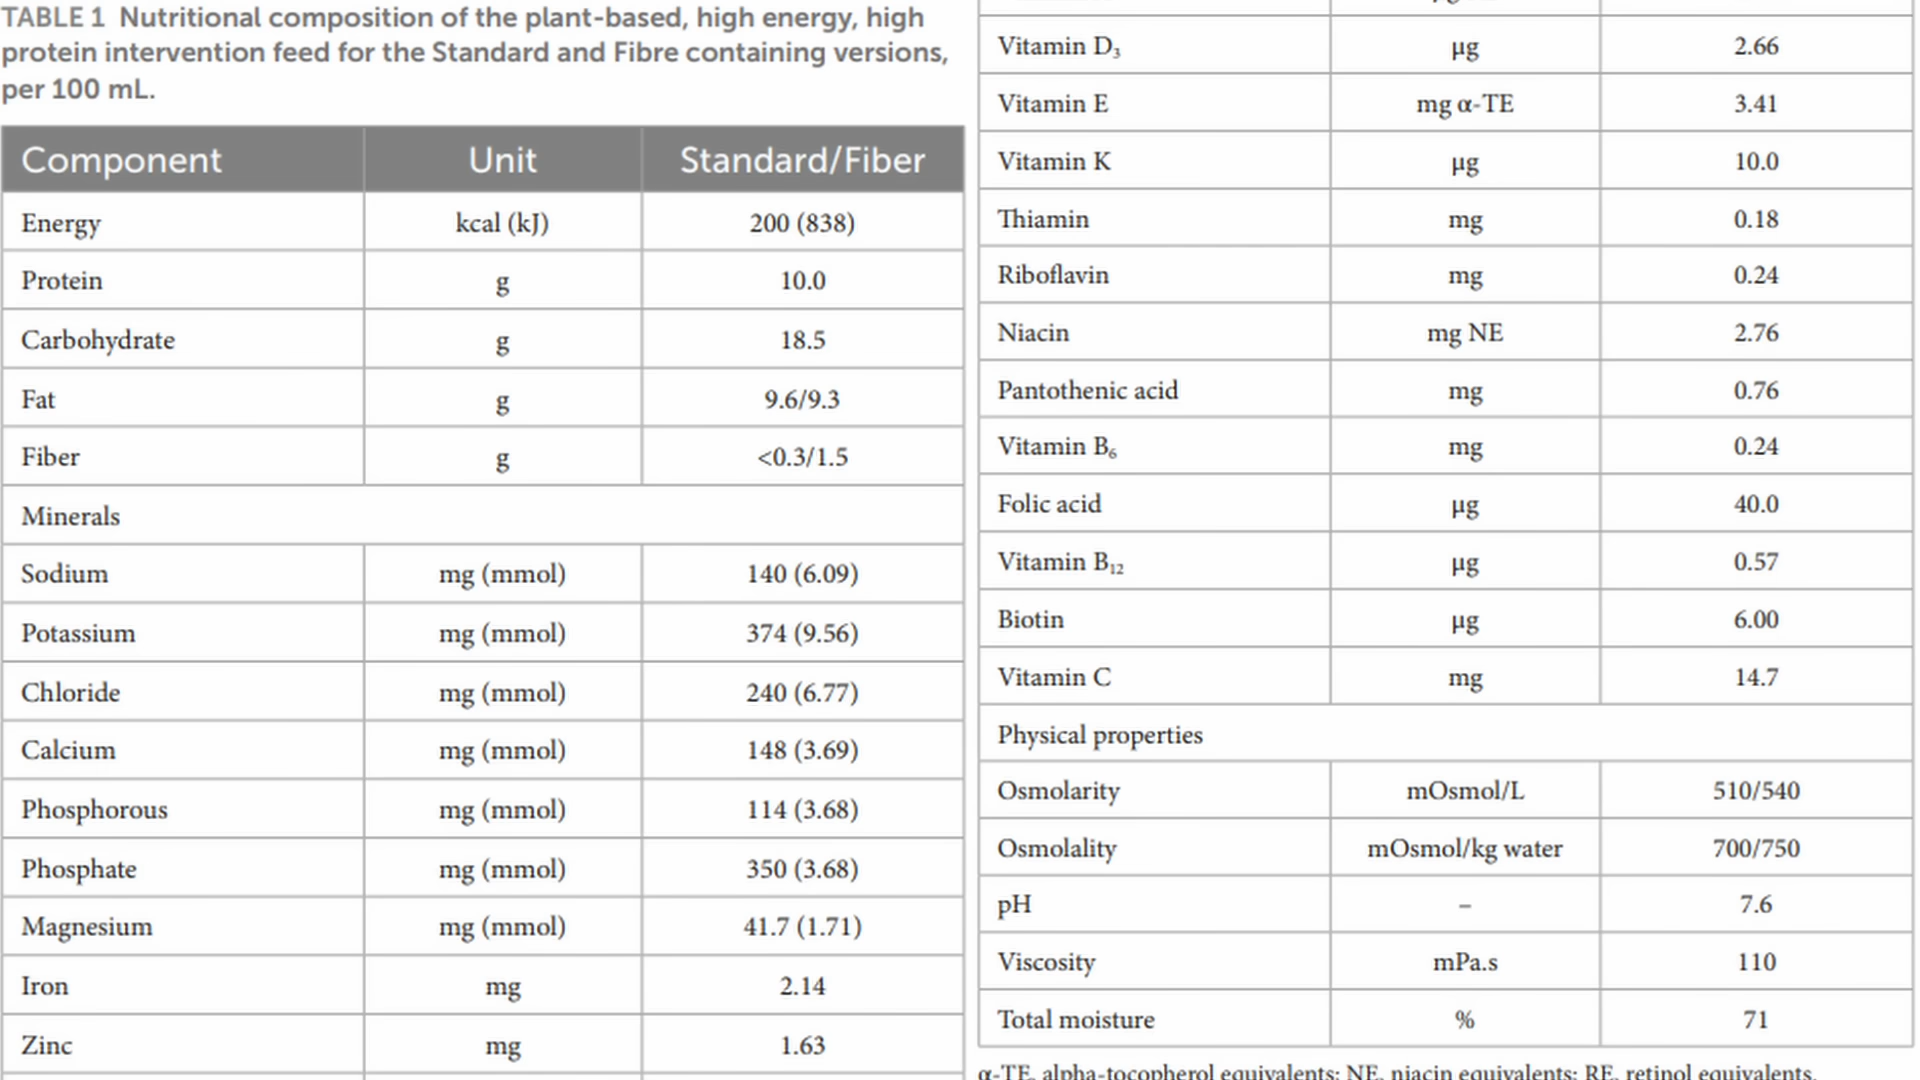 TABLE 1 Nutritional composition of the plant-based, high energy, high
protein intervention feed for the Standard and Fibre containing versions,
per 100 mL.
Component Unit Standard/Fiber
Energy kcal (kJ) 200 (838)
Protein g 10.0
Carbohydrate g 18.5
Fat g 9.6/9.3
Fiber g <0.3/1.5
Minerals
Sodium mg (mmol) 140 (6.09)
Potassium mg (mmol) 374 (9.56)
Chloride mg (mmol) 240 (6.77)
Calcium mg (mmol) 148 (3.69)
Phosphorous mg (mmol) 114 (3.68)
Phosphate mg (mmol) 350 (3.68)
Magnesium mg (mmol) 41.7 (1.71)
Iron mg 2.14
Zinc mg 1.63
Vitamin D₃ μg 2.66
Vitamin E mg α-TE 3.41
Vitamin K μg 10.0
Thiamin mg 0.18
Riboflavin mg 0.24
Niacin mg NE 2.76
Pantothenic acid mg 0.76
Vitamin B₆ mg 0.24
Folic acid μg 40.0
Vitamin B₁₂ μg 0.57
Biotin μg 6.00
Vitamin C mg 14.7
Physical properties
Osmolarity mOsmol/L 510/540
Osmolality mOsmol/kg water 700/750
pH – 7.6
Viscosity mPa.s 110
Total moisture % 71
α-TE, alpha-tocopherol equivalents; NE, niacin equivalents; RE, retinol equivalents.